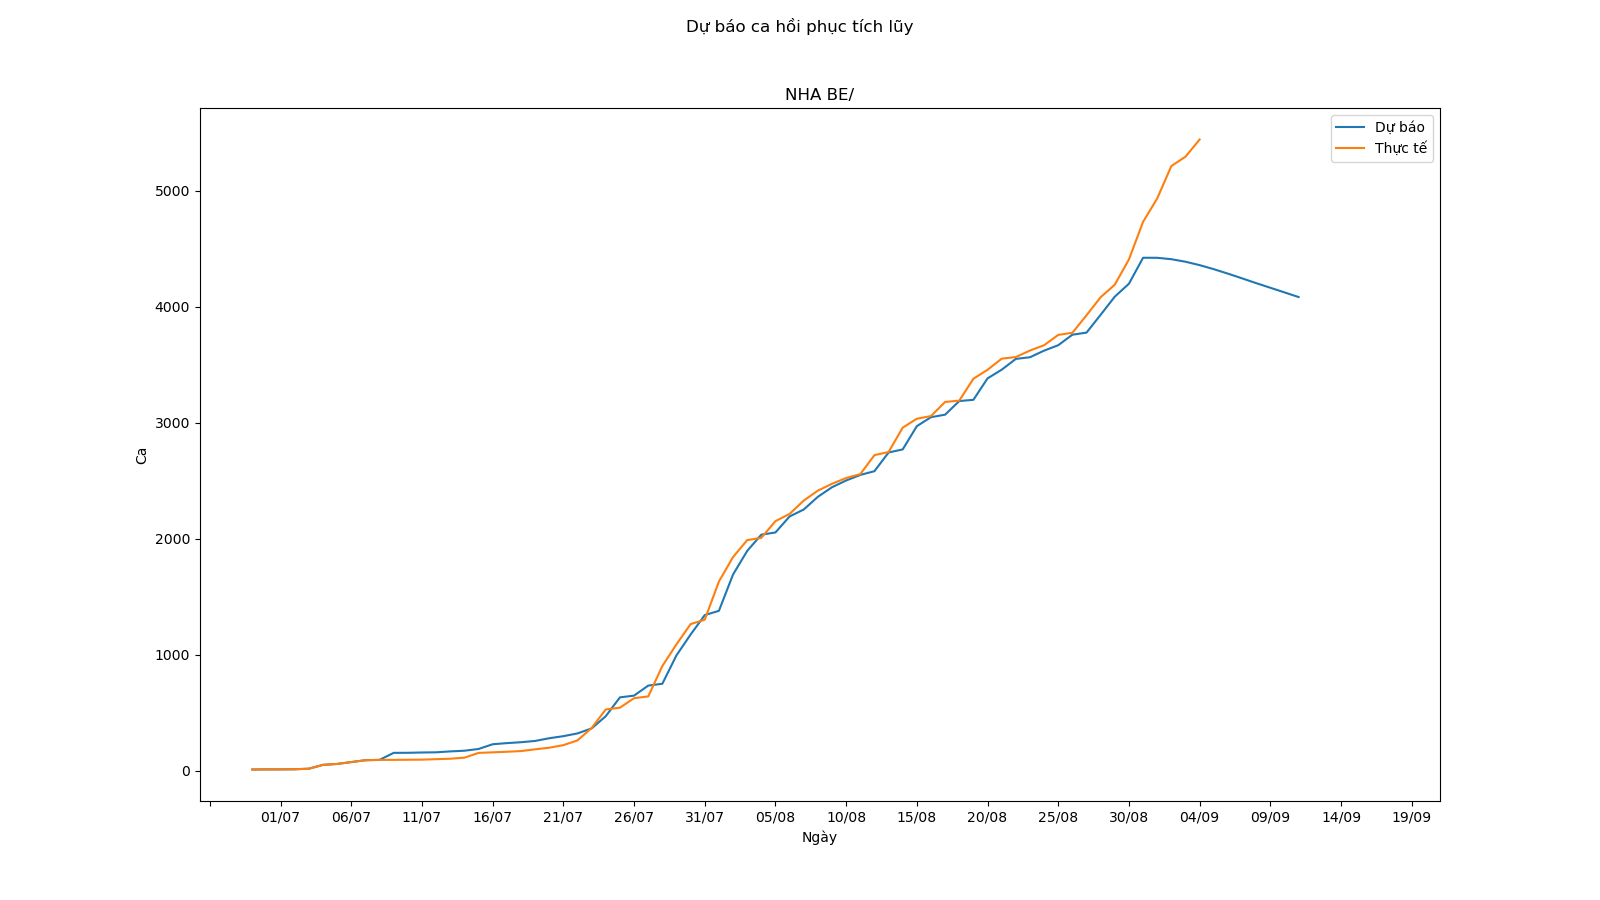 Dự báo ca hồi phục tích lũy
NHA BE/
Dự báo
Thực tế
5000
4000
3000
2000
1000
0
Ca
01/07 06/07 11/07 16/07 21/07 26/07 31/07 05/08 10/08 15/08 20/08 25/08 30/08 04/09 09/09 14/09 19/09
Ngày